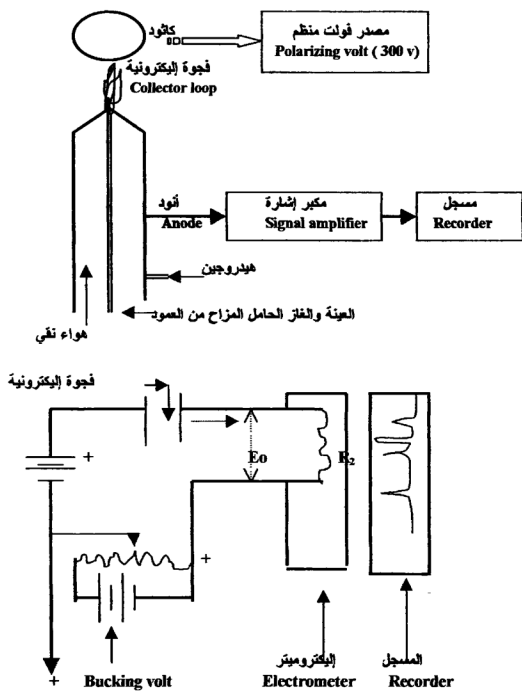 كاثود
مصدر فولت منظم
Polarizing volt ( 300 v)
فجوة إليكترونية
Collector loop
أنود
Anode
مكبر إشارة
Signal amplifier
مسجل
Recorder
هيدروجين
العينة والغاز الحامل المزاح من العمود
هواء نقي
فجوة إليكترونية
+
Eo
R₂
+
+
Bucking volt
إليكتروميتر
Electrometer
المسجل
Recorder